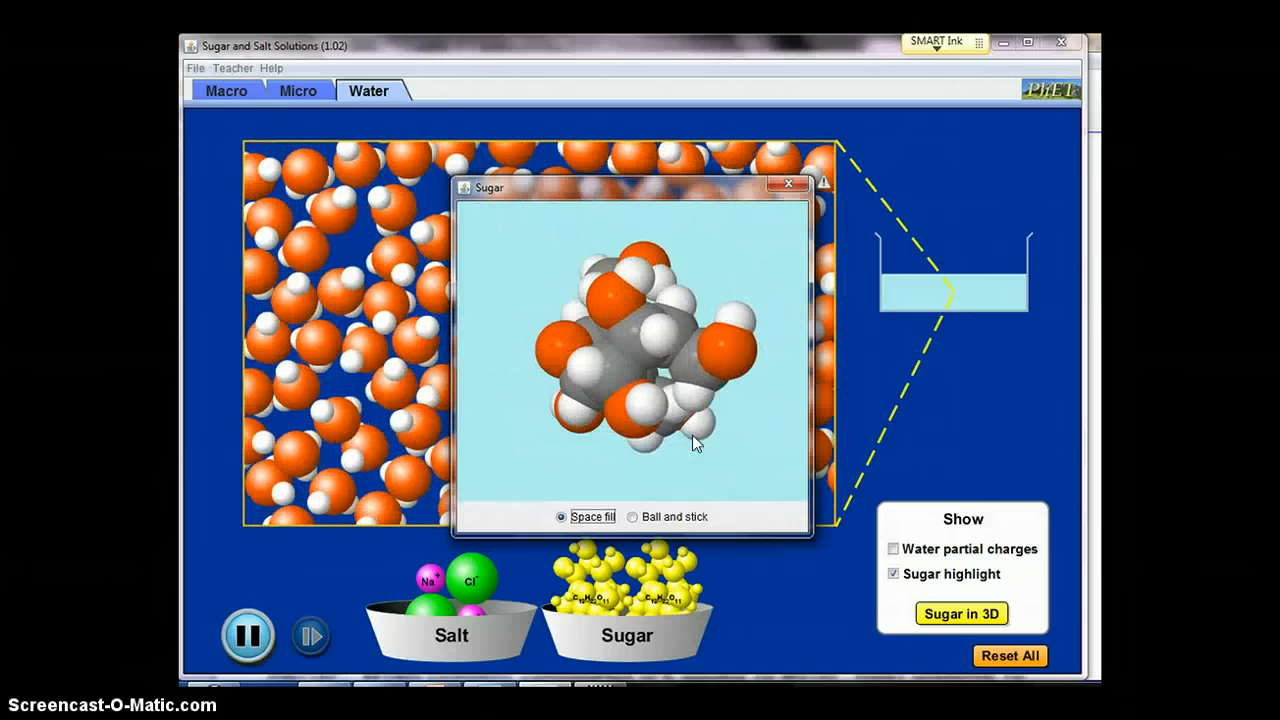 Sugar and Salt Solutions (1.02)
SMART Ink
File Teacher Help
Macro Micro Water
PhET
Sugar
Space fill Ball and stick
Show
Water partial charges
Sugar highlight
Sugar in 3D
Na+ Cl-
C12H22O11 C12H22O11
Salt Sugar
Reset All
Screencast-O-Matic.com